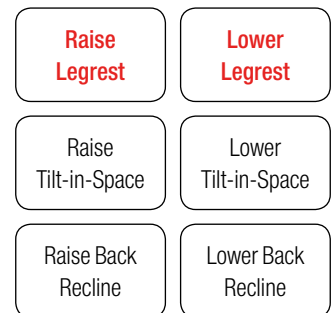 Raise
Legrest
Lower
Legrest
Raise
Tilt-in-Space
Lower
Tilt-in-Space
Raise Back
Recline
Lower Back
Recline